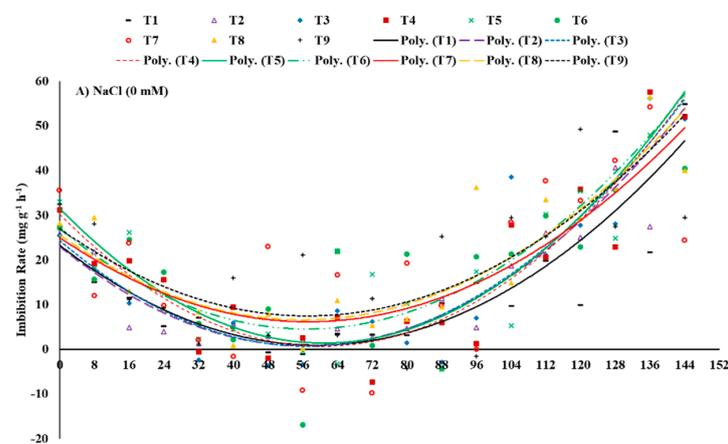 T1 T2 T3 T4 T5 T6
T7 T8 T9 Poly. (T1) Poly. (T2) Poly. (T3)
Poly. (T4) Poly. (T5) Poly. (T6) Poly. (T7) Poly. (T8) Poly. (T9)
A) NaCl (0 mM)
Imbibition Rate (mg g⁻¹ h⁻¹)
60
50
40
30
20
10
0
-10
-20
0 8 16 24 32 40 48 56 64 72 80 88 96 104 112 120 128 136 144 152